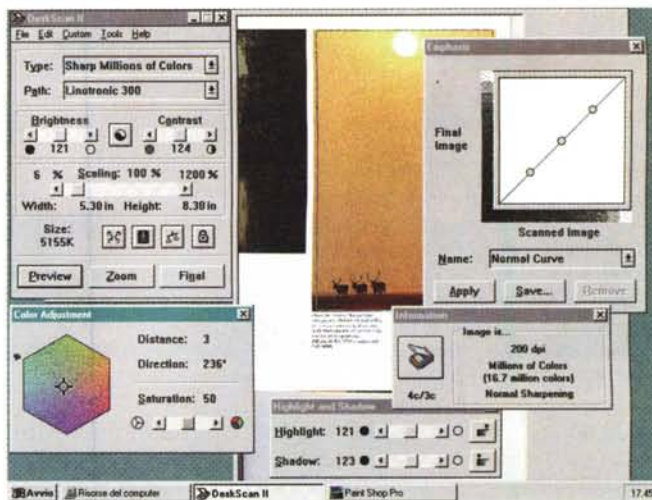 DeskScan II
File Edit Custom Tools Help
Type: Sharp Millions of Colors
Path: Linotronic 300
Brightness Contrast
121 124
6 % Scaling: 100 % 1200 %
Width: 5.30 in Height: 8.30 in
Size:
5155K
Preview Zoom Final
Emphasis
Final
Image
Scanned Image
Name: Normal Curve
Apply Save... Remove
Color Adjustment
Distance: 3
Direction: 236°
Saturation: 50
Information
Image is...
200 dpi
Millions of Colors
(16.7 million colors)
Normal Sharpening
4c/3c
Highlight and Shadow
Highlight: 121
Shadow: 123
Avvio Risorse del computer DeskScan II Paint Shop Pro 17.45